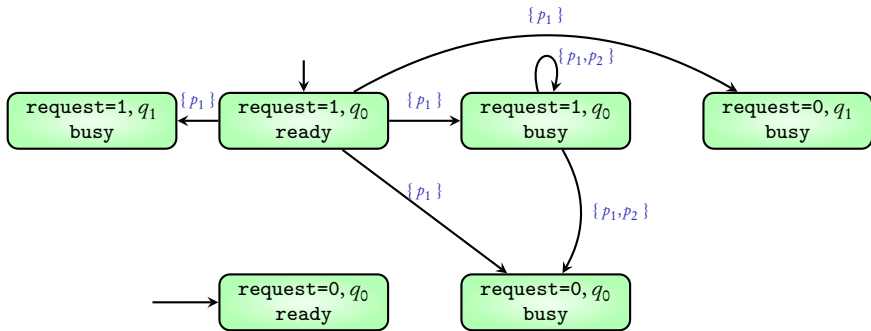 {p₁}
{p₁,p₂}
request=1, q₁
busy
{p₁}
request=1, q₀
ready
{p₁}
request=1, q₀
busy
request=0, q₁
busy
{p₁}
{p₁,p₂}
request=0, q₀
ready
request=0, q₀
busy